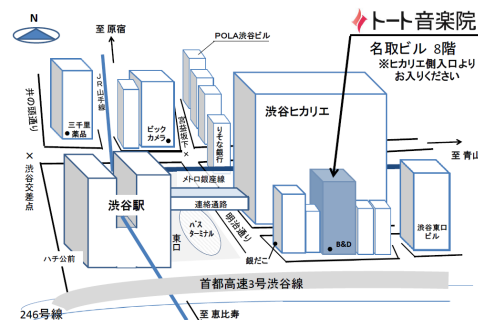 N
至 原宿
トート音楽院
名取ビル 8階
※ヒカリエ側入口より
お入りください
POLA渋谷ビル
JR山手線
井の頭通り
三千里
薬品
ビック
カメラ
宮益坂下
×
りそな銀行
渋谷ヒカリエ
至 青山
×
渋谷交差点
メトロ銀座線
渋谷駅
連絡通路
バス
ターミナル
東口
明治通り
銀だこ
B&D
渋谷東口
ビル
ハチ公前
首都高速3号渋谷線
246号線
至 恵比寿